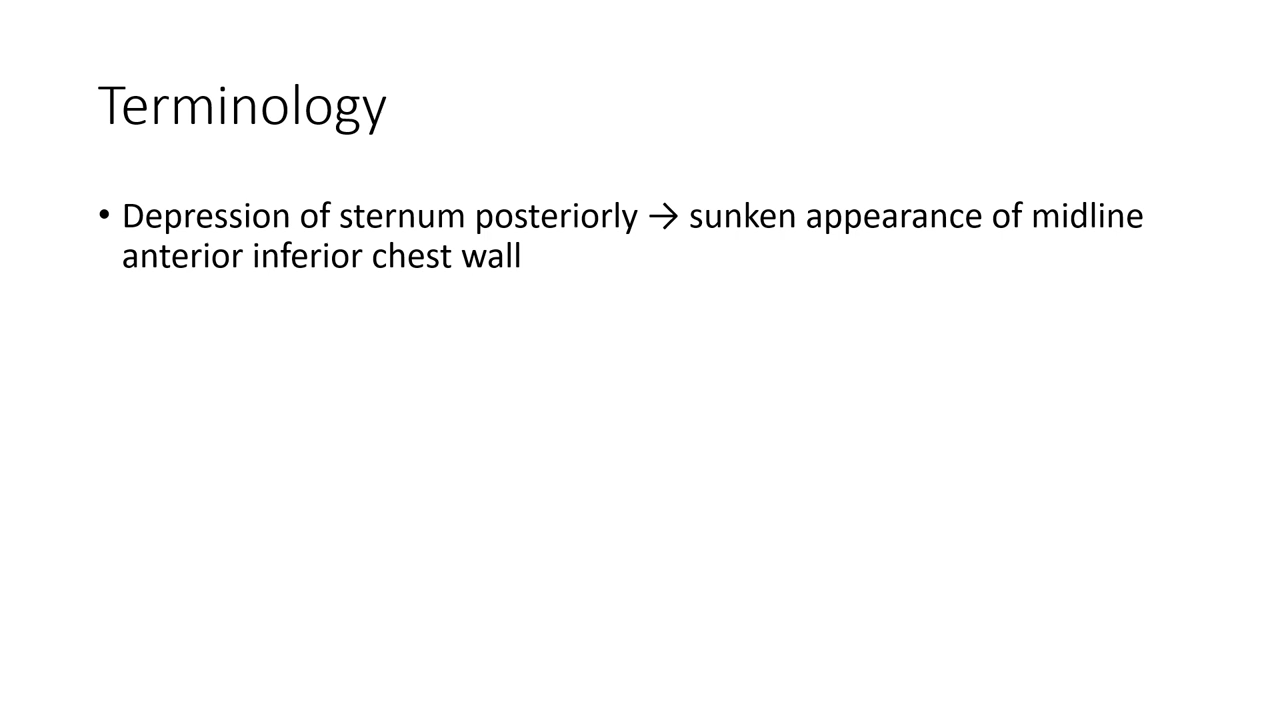 Terminology
• Depression of sternum posteriorly → sunken appearance of midline
anterior inferior chest wall